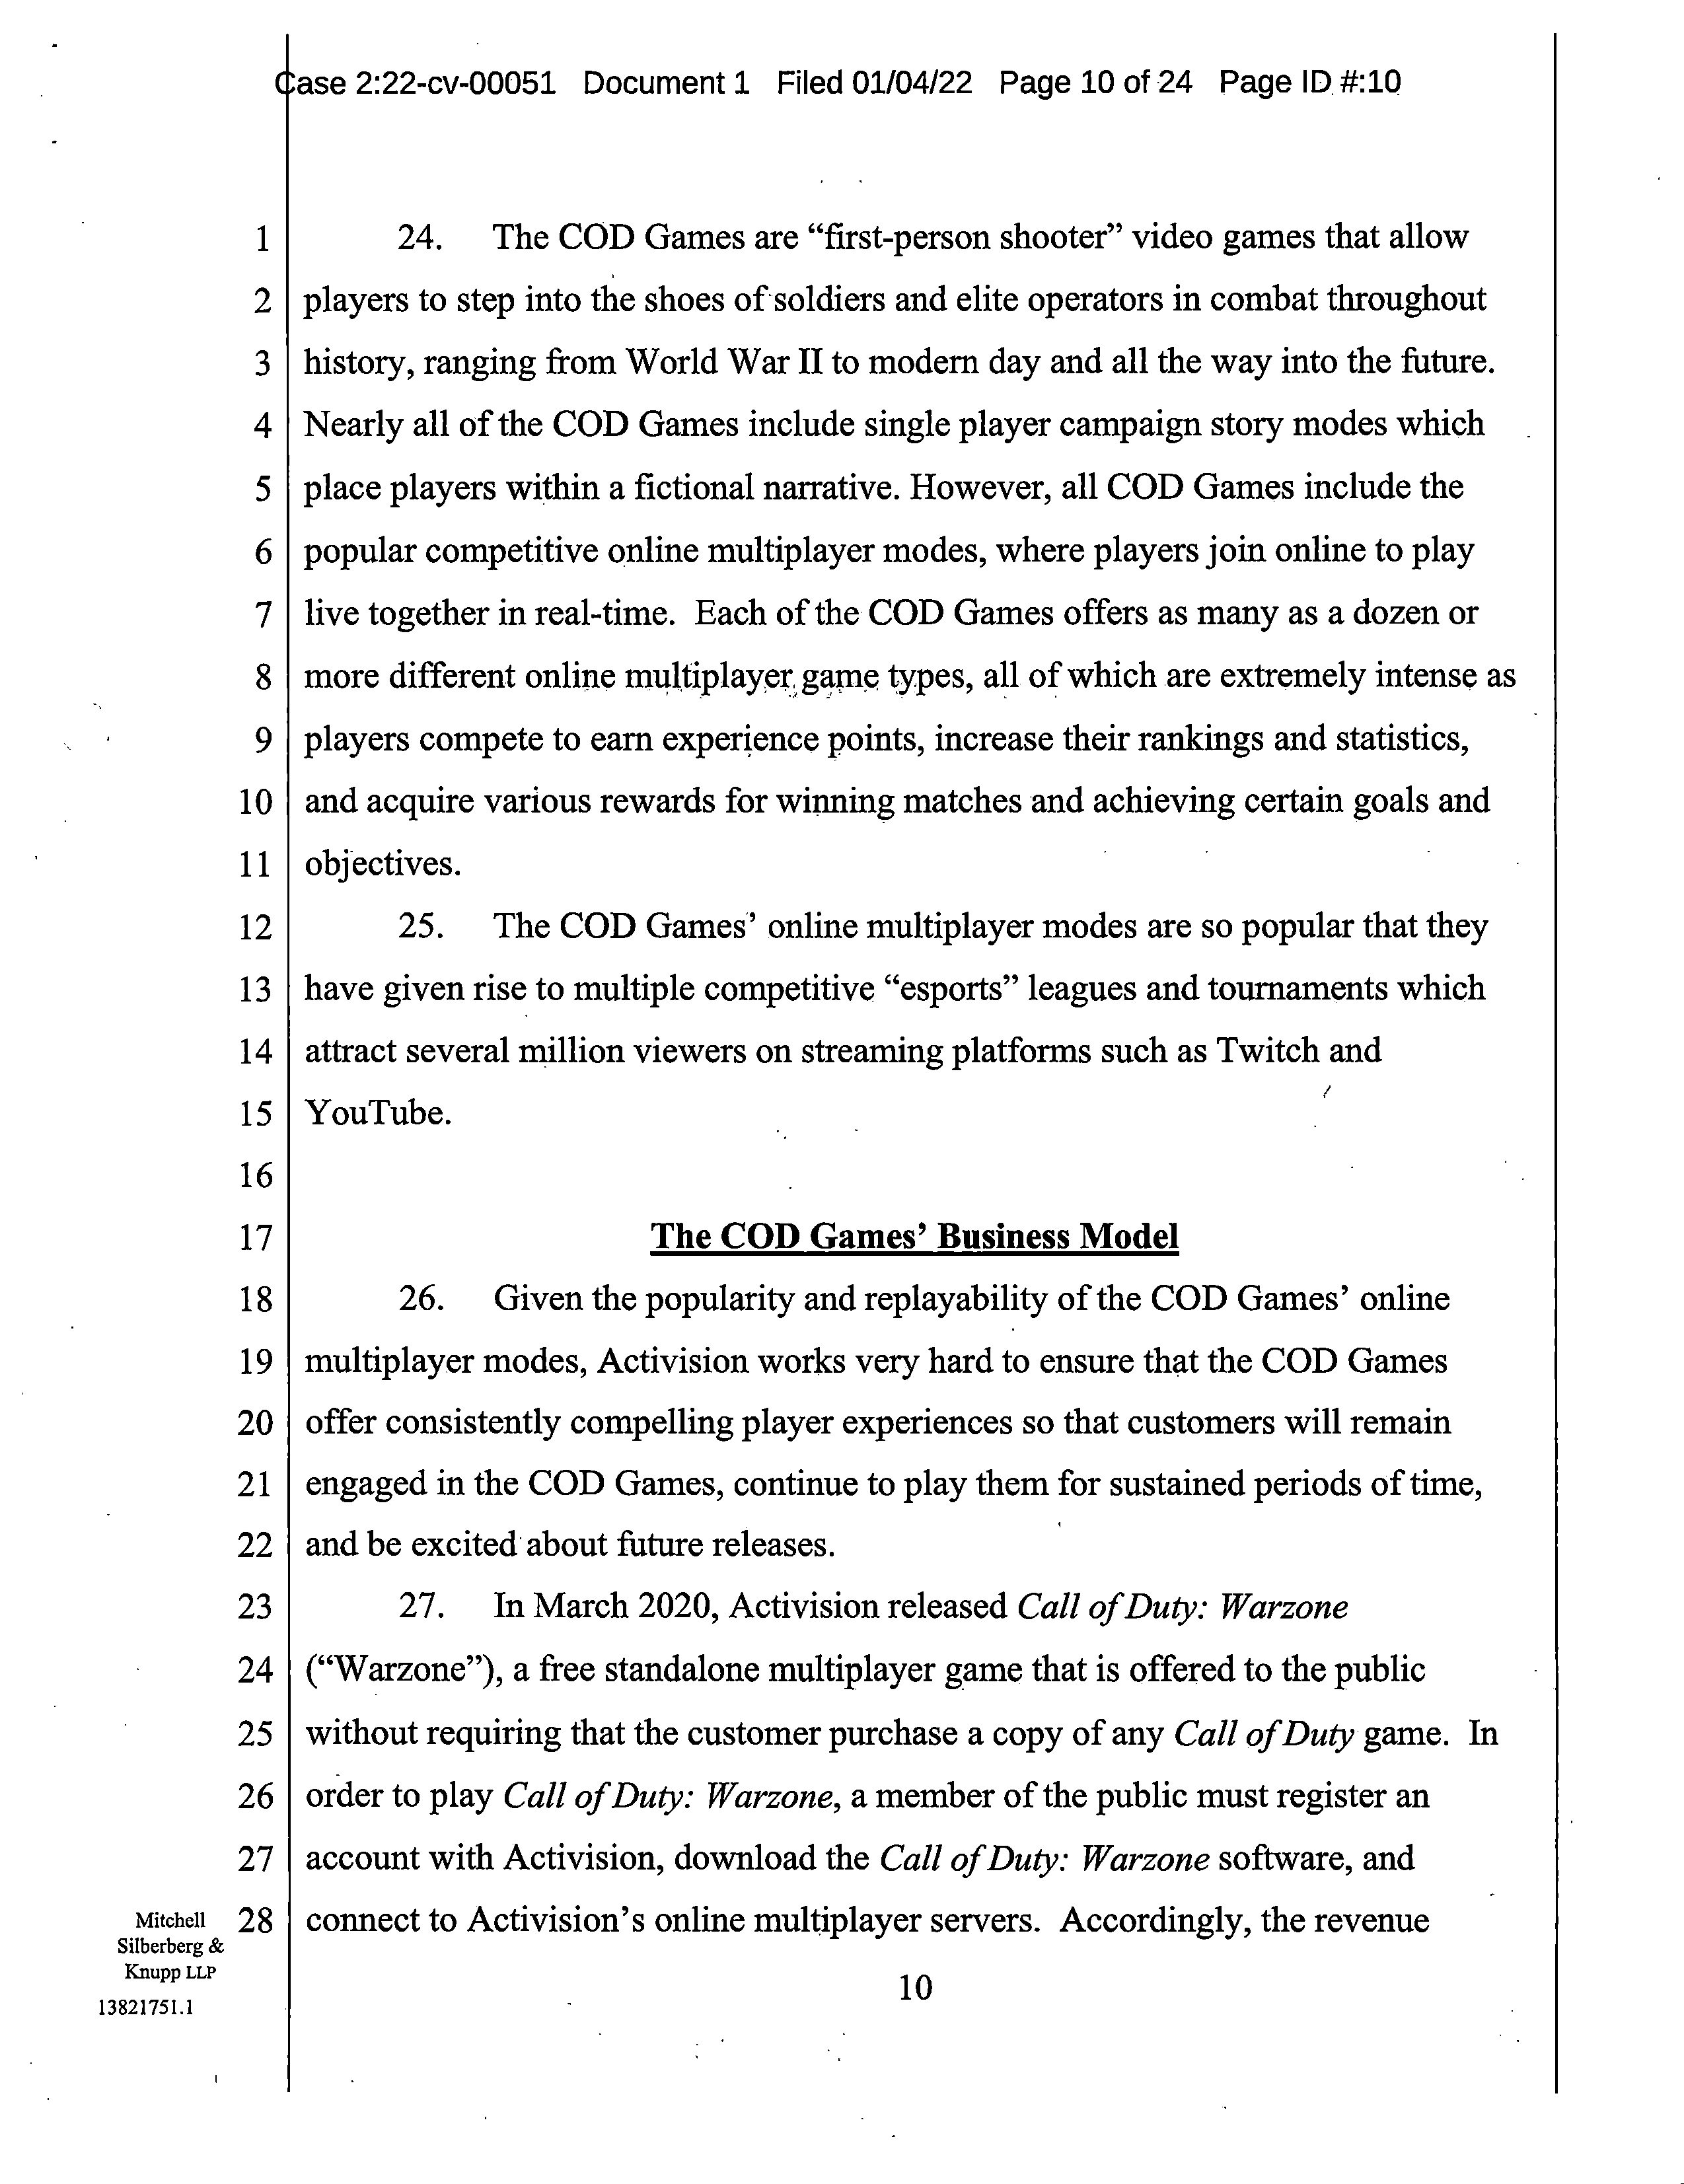 Case 2:22-cv-00051 Document 1 Filed 01/04/22 Page 10 of 24 Page ID #:10
1 24. The COD Games are “first-person shooter” video games that allow
2 players to step into the shoes of soldiers and elite operators in combat throughout
3 history, ranging from World War II to modern day and all the way into the future.
4 Nearly all of the COD Games include single player campaign story modes which
5 place players within a fictional narrative. However, all COD Games include the
6 popular competitive online multiplayer modes, where players join online to play
7 live together in real-time. Each of the COD Games offers as many as a dozen or
8 more different online multiplayer game types, all of which are extremely intense as
9 players compete to earn experience points, increase their rankings and statistics,
10 and acquire various rewards for winning matches and achieving certain goals and
11 objectives.
12 25. The COD Games’ online multiplayer modes are so popular that they
13 have given rise to multiple competitive “esports” leagues and tournaments which
14 attract several million viewers on streaming platforms such as Twitch and
15 YouTube.
16
17 The COD Games’ Business Model
18 26. Given the popularity and replayability of the COD Games’ online
19 multiplayer modes, Activision works very hard to ensure that the COD Games
20 offer consistently compelling player experiences so that customers will remain
21 engaged in the COD Games, continue to play them for sustained periods of time,
22 and be excited about future releases.
23 27. In March 2020, Activision released Call of Duty: Warzone
24 (“Warzone”), a free standalone multiplayer game that is offered to the public
25 without requiring that the customer purchase a copy of any Call of Duty game. In
26 order to play Call of Duty: Warzone, a member of the public must register an
27 account with Activision, download the Call of Duty: Warzone software, and
28 connect to Activision’s online multiplayer servers. Accordingly, the revenue
Mitchell
Silberberg &
Knupp LLP
13821751.1
10